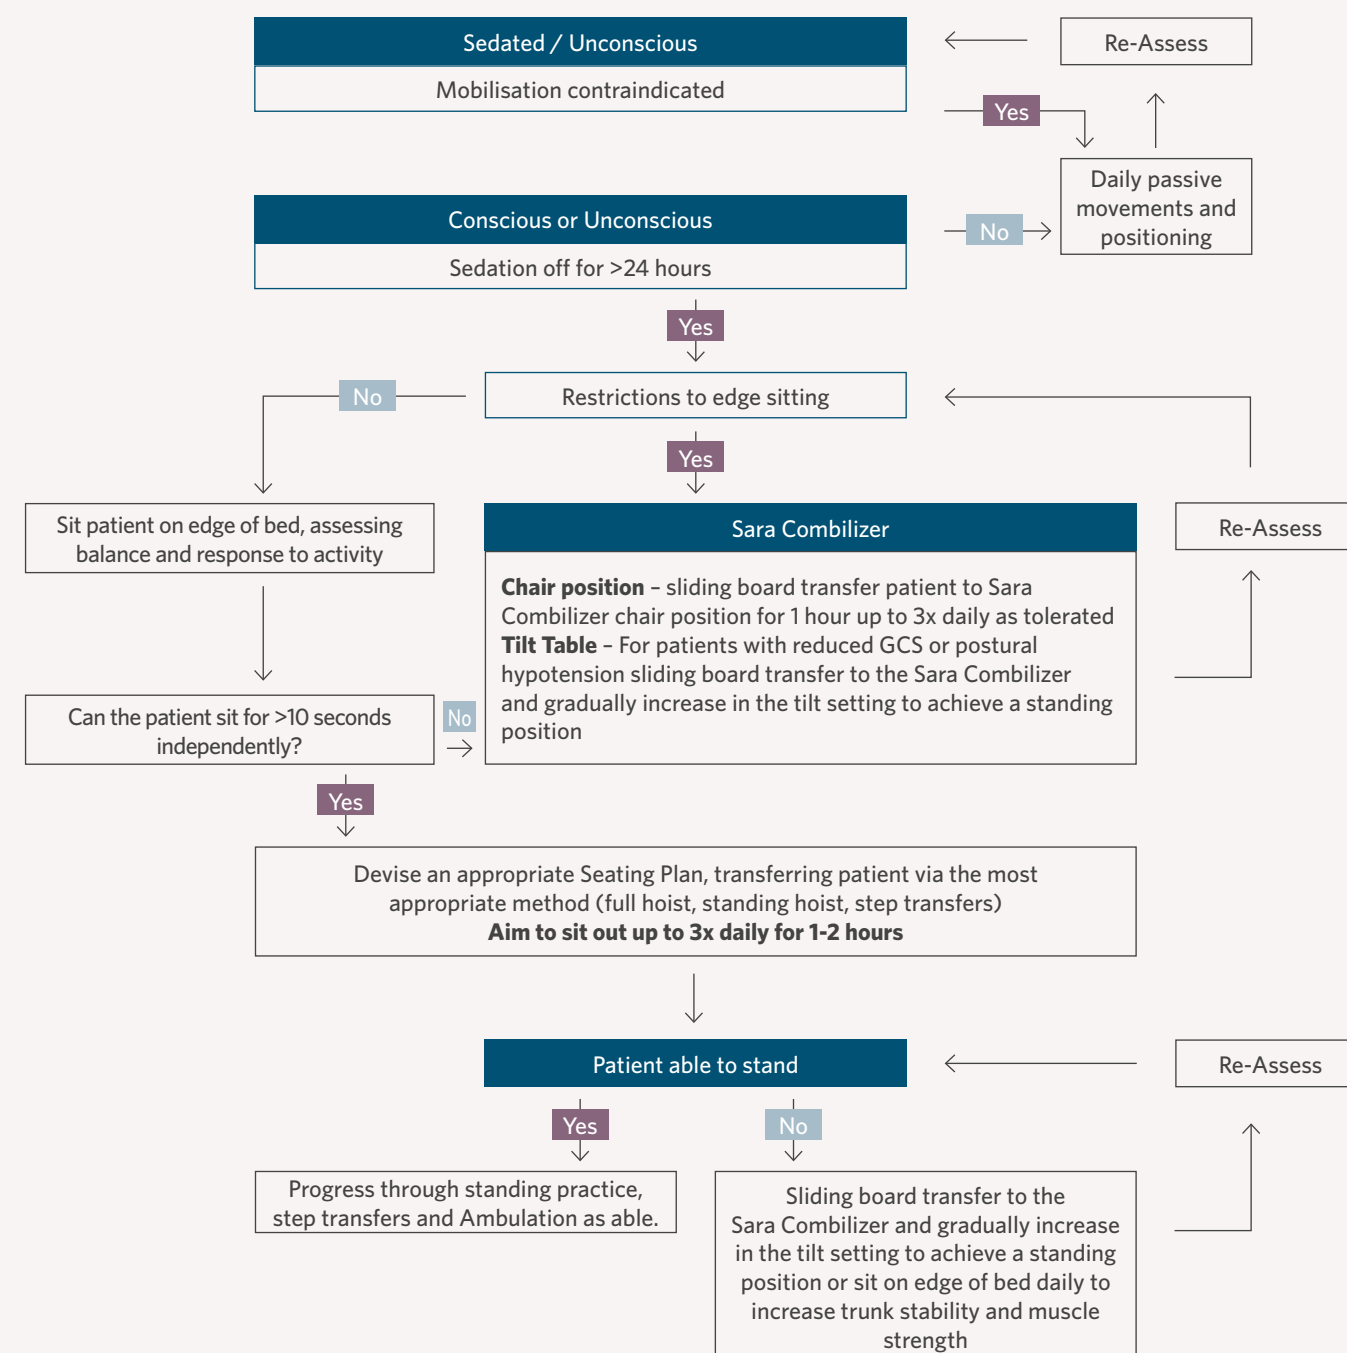 Sedated / Unconscious
Re-Assess
Mobilisation contraindicated
Yes
Daily passive
movements and
positioning
Conscious or Unconscious
No
Sedation off for >24 hours
Yes
No
Restrictions to edge sitting
Yes
Sit patient on edge of bed, assessing
balance and response to activity
Sara Combilizer
Re-Assess
Chair position – sliding board transfer patient to Sara
Combilizer chair position for 1 hour up to 3x daily as tolerated
Tilt Table – For patients with reduced GCS or postural
hypotension sliding board transfer to the Sara Combilizer
and gradually increase in the tilt setting to achieve a standing
position
Can the patient sit for >10 seconds
independently?
No
Yes
Devise an appropriate Seating Plan, transferring patient via the most
appropriate method (full hoist, standing hoist, step transfers)
Aim to sit out up to 3x daily for 1-2 hours
Patient able to stand
Re-Assess
Yes
No
Progress through standing practice,
step transfers and Ambulation as able.
Sliding board transfer to the
Sara Combilizer and gradually increase
in the tilt setting to achieve a standing
position or sit on edge of bed daily to
increase trunk stability and muscle
strength